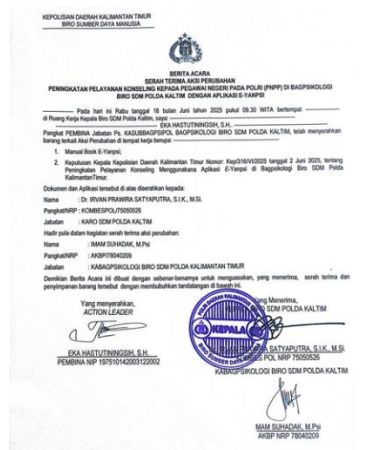 KEPOLISIAN DAERAH KALIMANTAN TIMUR
BIRO SUMBER DAYA MANUSIA
BERITA ACARA
SERAH TERIMA AKSI PERUBAHAN
PENINGKATAN PELAYANAN KONSELING KEPADA PEGAWAI NEGERI PADA POLRI (PNPP) DI BAGPSIKOLOGI
BIRO SDM POLDA KALTIM DENGAN APLIKASI E-YANPSI
Pada hari ini Rabu tanggal 18 bulan Juni tahun 2025 pukul 09.30 WITA bertempat
di Ruang Kerja Kepala Biro SDM Polda Kaltim, saya:
EKA HASTUTININGSIH, S.H.
Pangkat PEMBINA Jabatan Ps. KASUBBAGPSIPOL BAGPSIKOLOGI BIRO SDM POLDA KALTIM, telah menyerahkan
barang terkait Aksi Perubahan di tempat kerja berupa:
1. Manual Book E-Yanpsi;
2. Keputusan Kepala Kepolisian Daerah Kalimantan Timur Nomor: Kep/316/VI/2025 tanggal 2 Juni 2025, tentang
Peningkatan Pelayanan Konseling Menggunakana Aplikasi E-Yanpsi di Bagpsikologi Biro SDM Polda
KalimantanTimur.
Dokumen dan Aplikasi tersebut di atas diserahkan kepada:
Nama : Dr. IRVAN PRAWIRA SATYAPUTRA, S.I.K., M.Si.
Pangkat/NRP : KOMBESPOL/75050526
Jabatan : KARO SDM POLDA KALTIM
Hadir pula dalam kegiatan serah terima aksi perubahan:
Nama : IMAM SUHADAK, M.Psi
Pangkat/NRP : AKBP/78040209
Jabatan : KABAGPSIKOLOGI BIRO SDM POLDA KALIMANTAN TIMUR
Demikian Berita Acara ini dibuat dengan sebenar-benarnya untuk menguatkan, yang menerima, serah terima dan
penyimpanan barang tersebut dengan membubuhkan tandatangan di bawah ini.
Yang menyerahkan,
ACTION LEADER
EKA HASTUTININGSIH, S.H.
PEMBINA NIP 197510142003122002
Yang Menerima,
BIRO SDM POLDA KALTIM
KEPALA
IRVAN PRAWIRA SATYAPUTRA, S.I.K., M.Si.
POL NRP 75050526
KABAGPSIKOLOGI BIRO SDM POLDA KALTIM
MAM SUHADAK, M.Psi
AKBP NRP 78040209